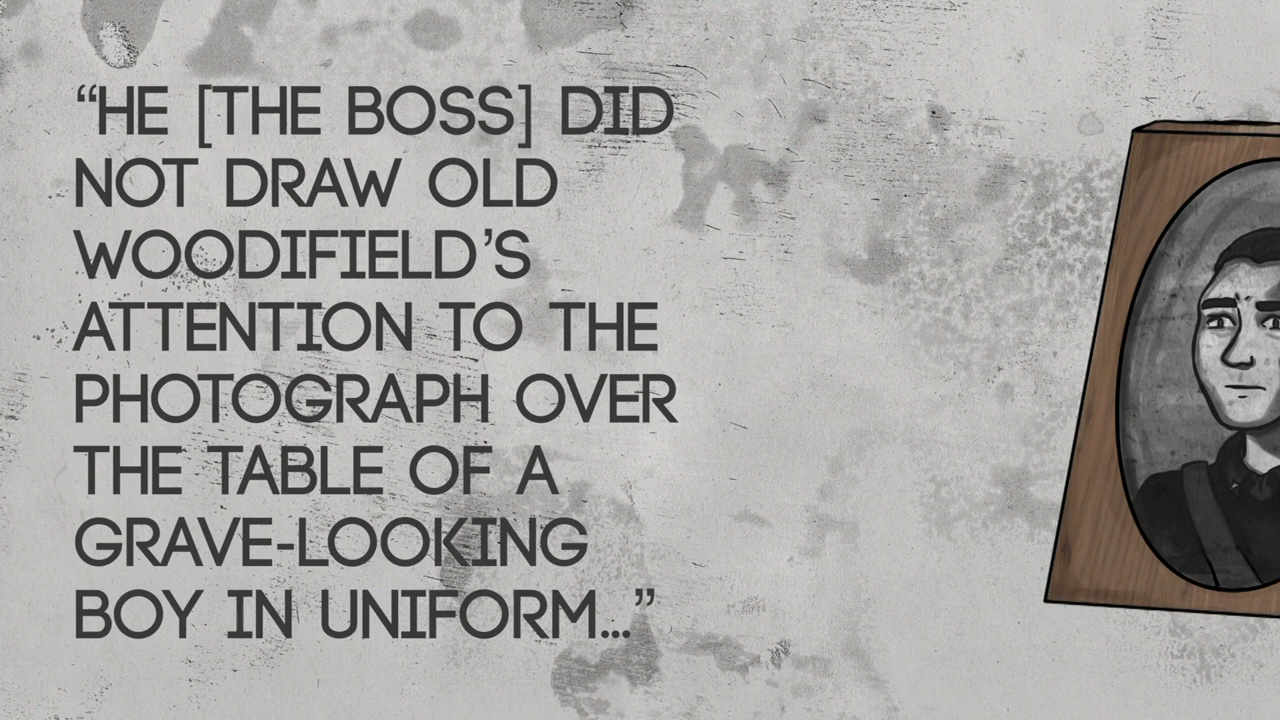 “HE [THE BOSS] DID
NOT DRAW OLD
WOODIFIELD’S
ATTENTION TO THE
PHOTOGRAPH OVER
THE TABLE OF A
GRAVE-LOOKING
BOY IN UNIFORM...”